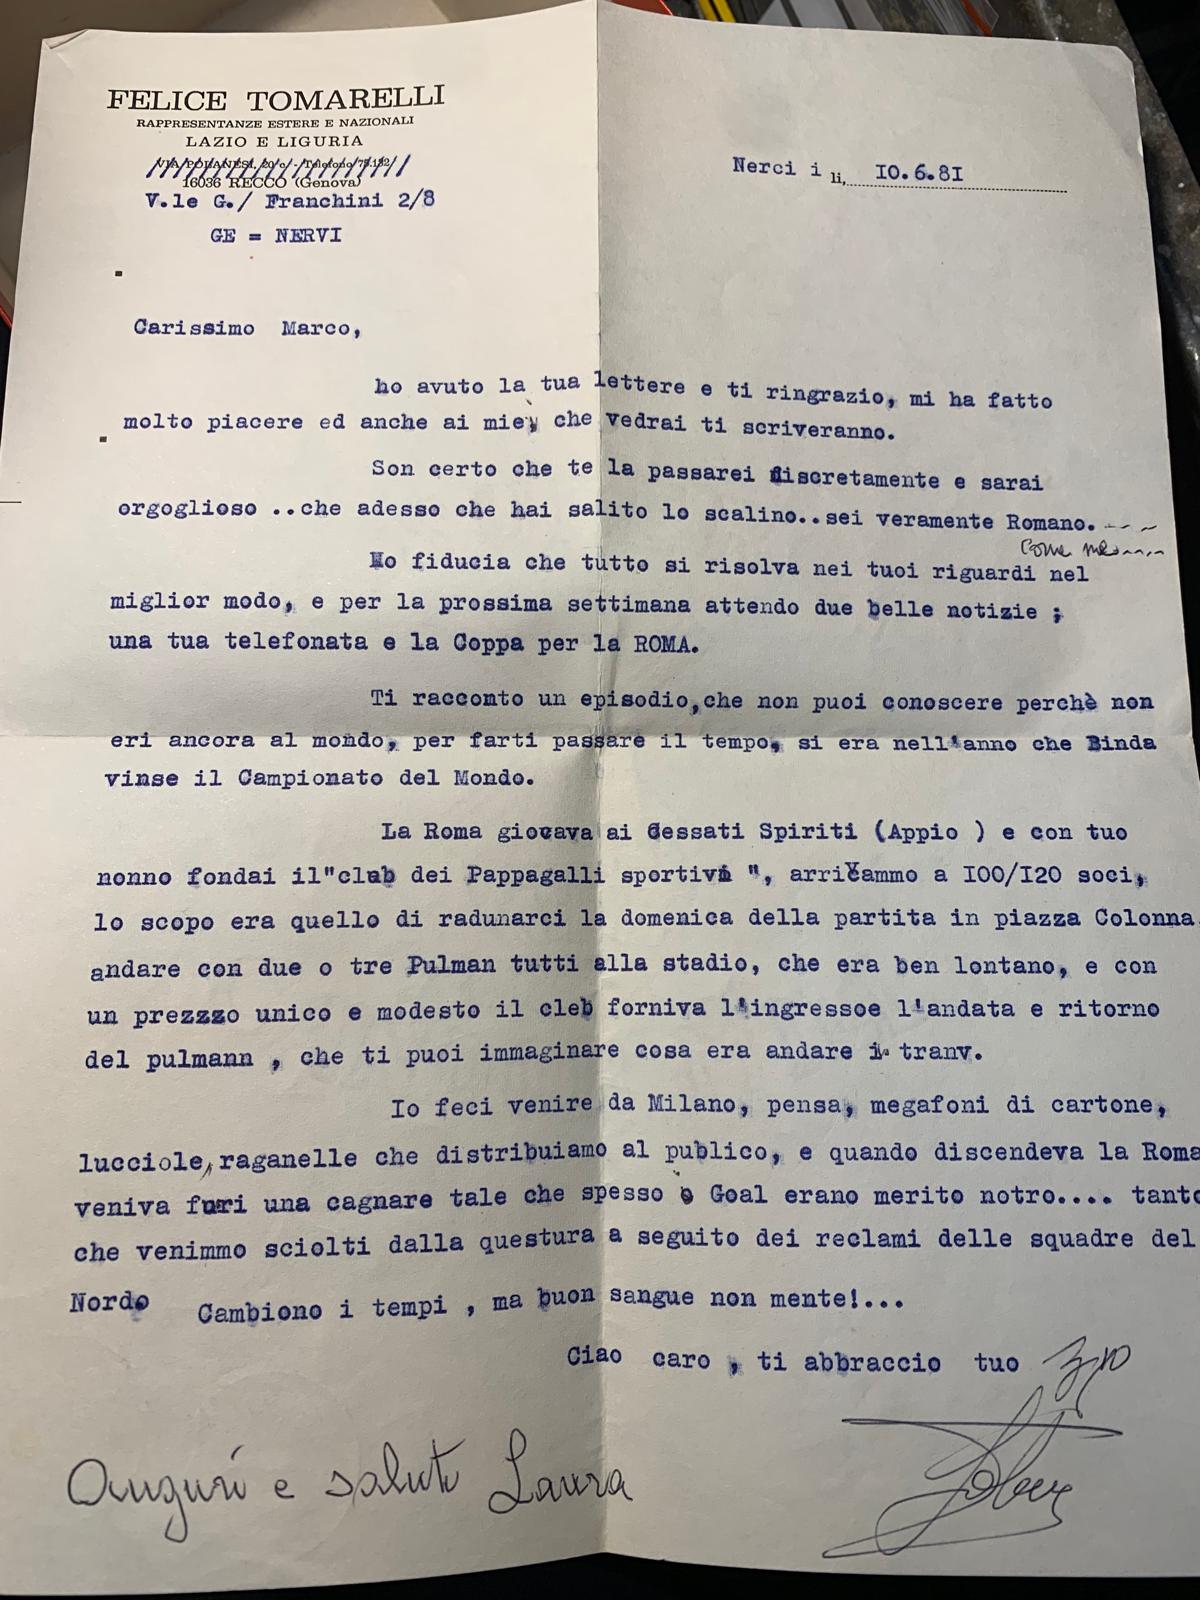 FELICE TOMARELLI
RAPPRESENTANZE ESTERE E NAZIONALI
LAZIO E LIGURIA
16036 RECCO (Genova)
V.le G./ Franchini 2/8
GE = NERVI
Nerci i li, I0.6.8I
Carissimo Marco,
ho avuto la tua lettere e ti ringrazio, mi ha fatto
molto piacere ed anche ai miey che vedrai ti scriveranno.
Son certo che te la passarei discretamente e sarai
orgoglioso ..che adesso che hai salito lo scalino..sei veramente Romano.
Come me
Ho fiducia che tutto si risolva nei tuoi riguardi nel
miglior modo, e per la prossima settimana attendo due belle notizie ;
una tua telefonata e la Coppa per la ROMA.
Ti racconto un episodio,che non puoi conoscere perchè non
eri ancora al mondo, per farti passare il tempo, si era nell'anno che Binda
vinse il Campionato del Mondo.
La Roma giocava ai Cessati Spiriti (Appio ) e con tuo
nonno fondai il"club dei Pappagalli sportivi ", arrivammo a I00/I20 soci,
lo scopo era quello di radunarci la domenica della partita in piazza Colonna
andare con due o tre Pulman tutti alla stadio, che era ben lontano, e con
un prezzzo unico e modesto il cleb forniva l'ingressoe l'andata e ritorno
del pulmann , che ti puoi immaginare cosa era andare i tranv.
Io feci venire da Milano, pensa, megafoni di cartone,
lucciole, raganelle che distribuiamo al publico, e quando discendeva la Roma
veniva furi una cagnare tale che spesso o Goal erano merito notro.... tanto
che venimmo sciolti dalla questura a seguito dei reclami delle squadre del
Nordo Cambiono i tempi , ma buon sangue non mente!...
Ciao caro , ti abbraccio tuo Zio
Auguri e saluti Laura